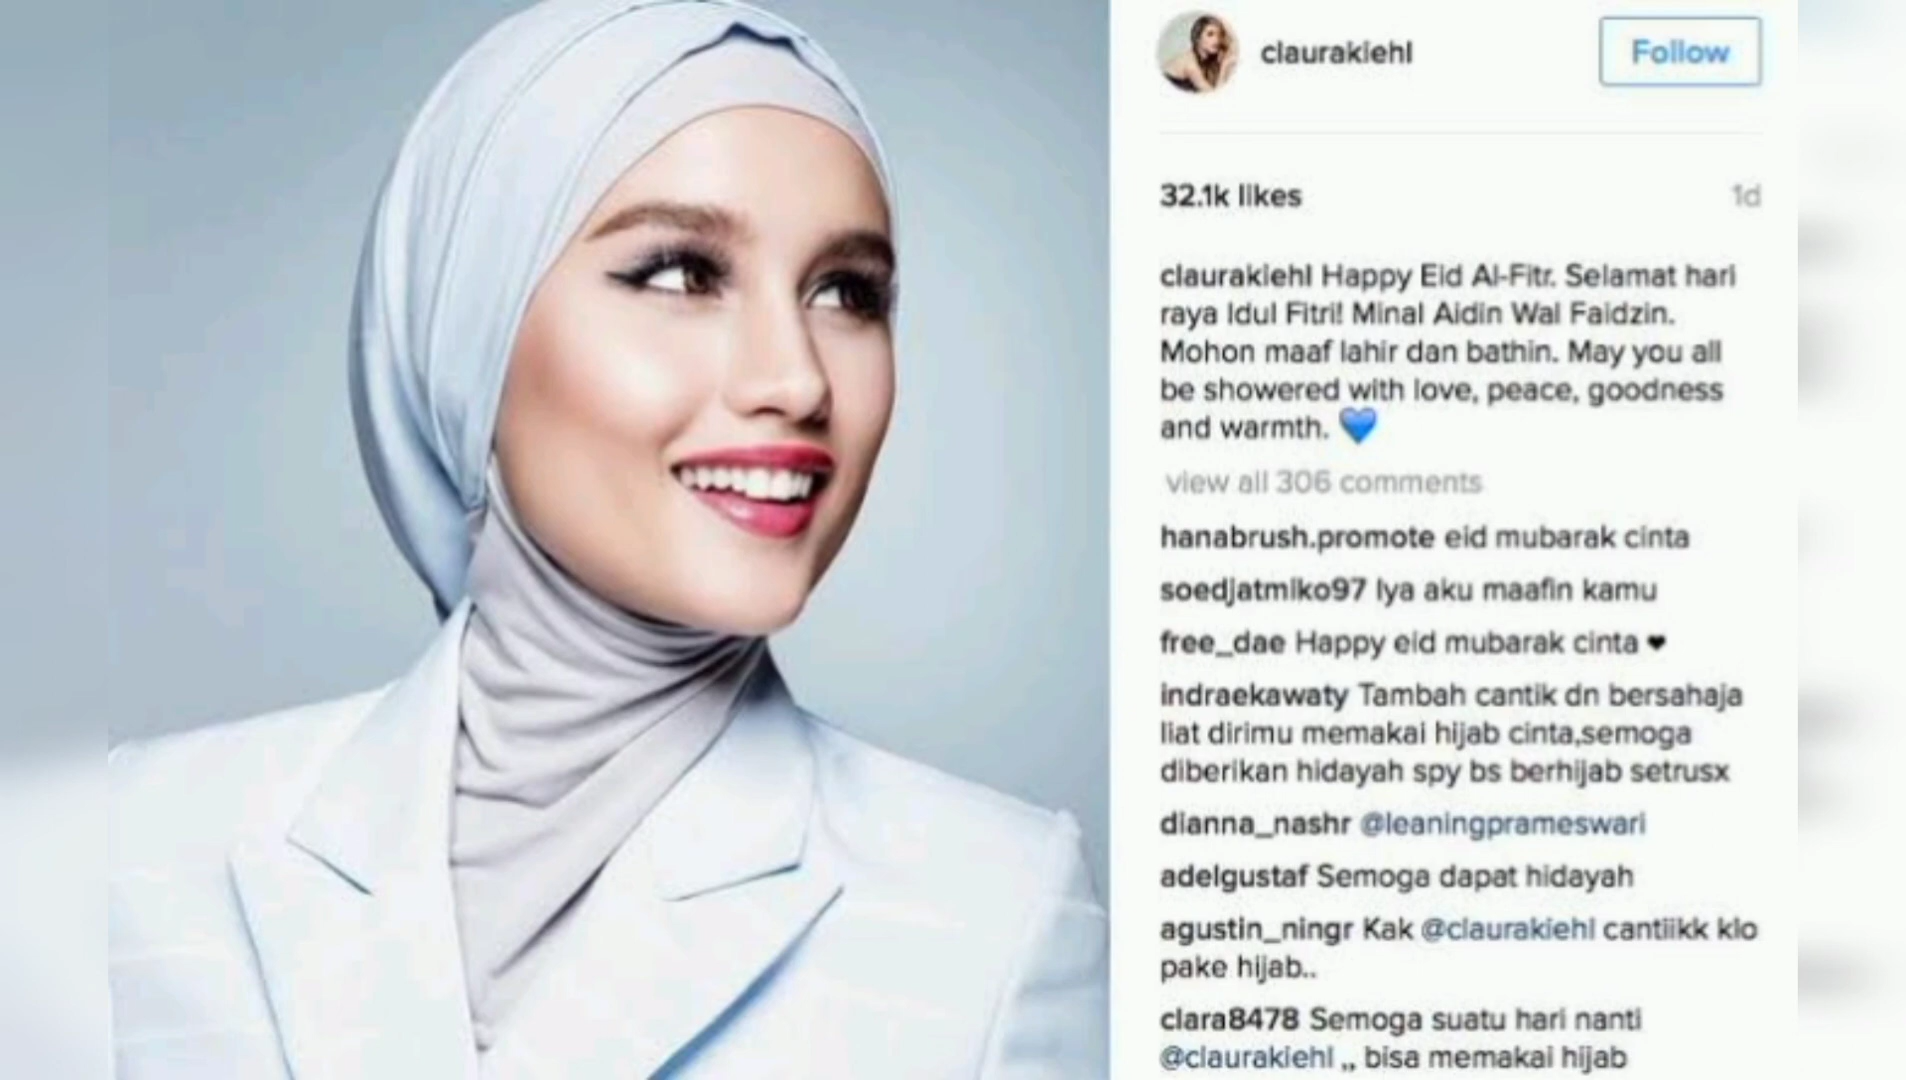 claurakiehl Follow
32.1k likes 1d
claurakiehl Happy Eid Al-Fitr. Selamat hari
raya Idul Fitri! Minal Aidin Wal Faidzin.
Mohon maaf lahir dan bathin. May you all
be showered with love, peace, goodness
and warmth. 💙
view all 306 comments
hanabrush.promote eid mubarak cinta
soedjatmiko97 Iya aku maafin kamu
free_dae Happy eid mubarak cinta ❤
indraekawaty Tambah cantik dn bersahaja
liat dirimu memakai hijab cinta,semoga
diberikan hidayah spy bs berhijab setrusx
dianna_nashr @leaningprameswari
adelgustaf Semoga dapat hidayah
agustin_ningr Kak @claurakiehl cantiikk klo
pake hijab..
clara8478 Semoga suatu hari nanti
@claurakiehl ,, bisa memakai hijab